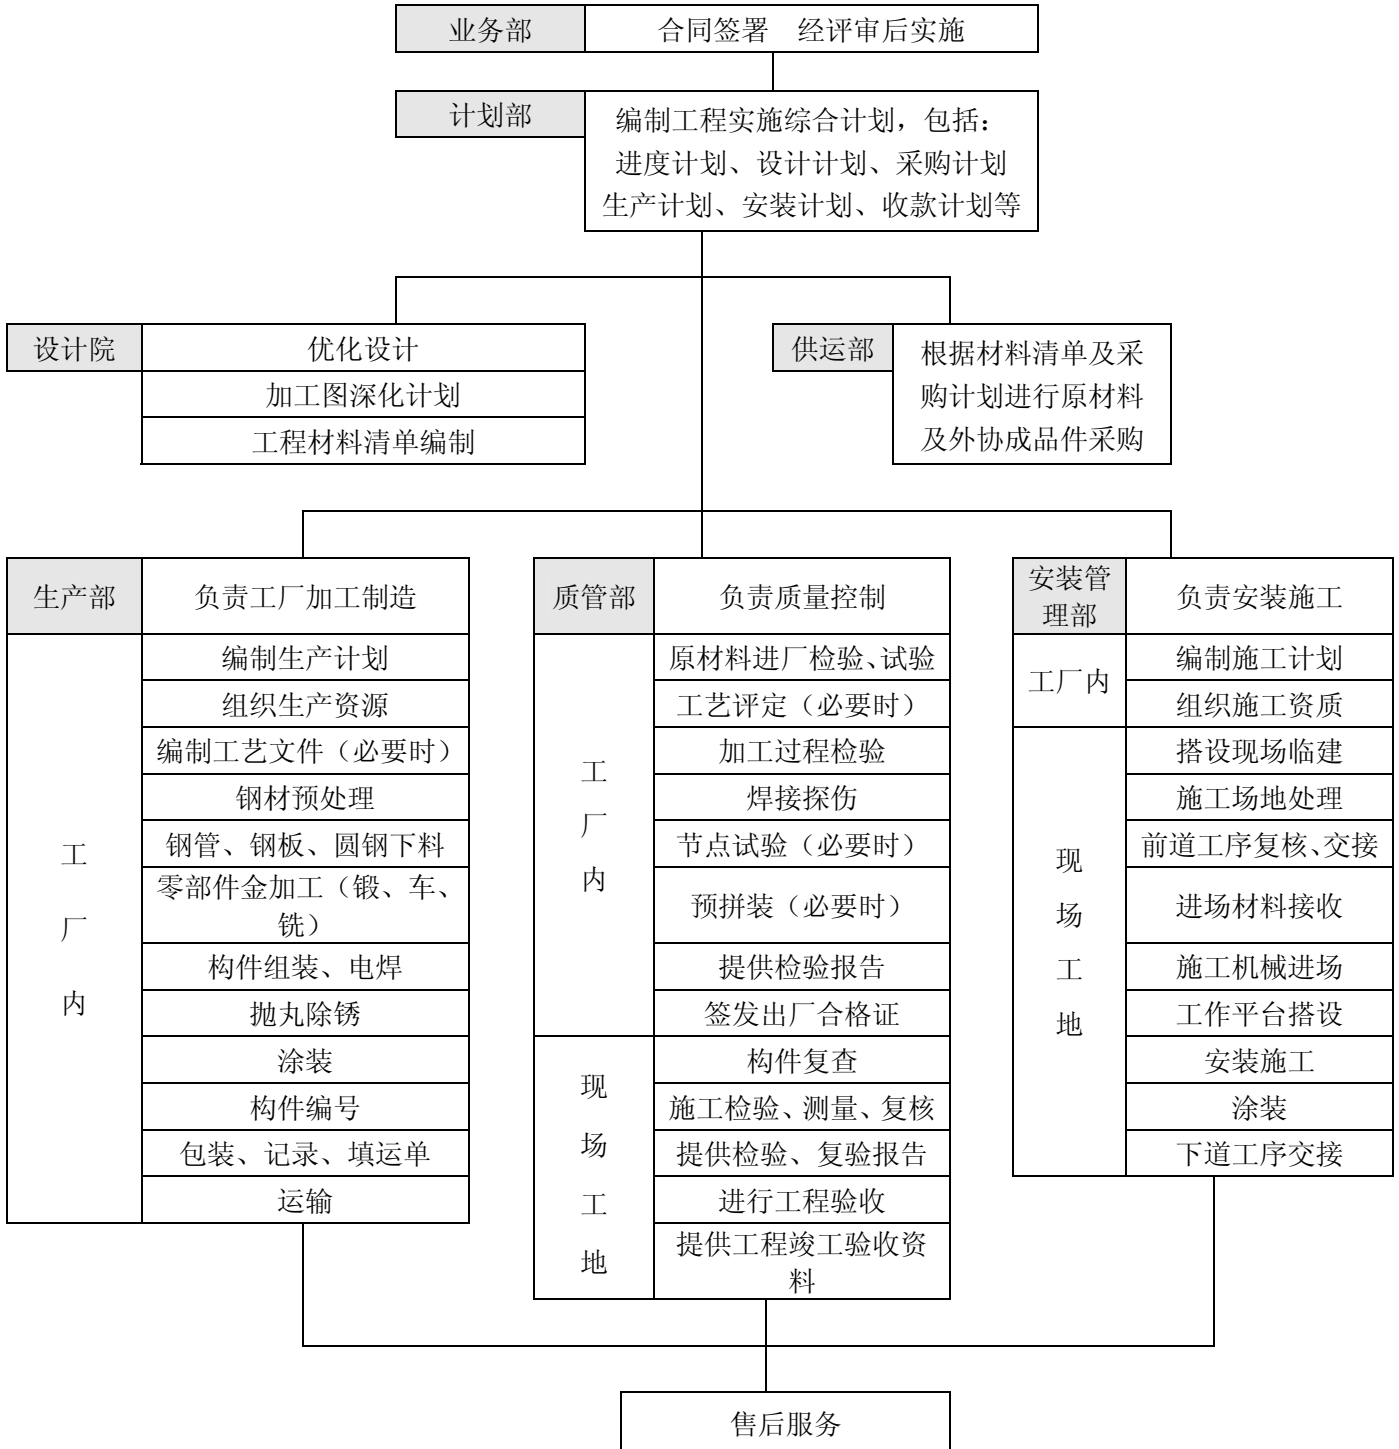 业务部
合同签署　经评审后实施
计划部
编制工程实施综合计划，包括：
进度计划、设计计划、采购计划
生产计划、安装计划、收款计划等
设计院
优化设计
加工图深化计划
工程材料清单编制
供运部
根据材料清单及采
购计划进行原材料
及外协成品件采购
生产部
负责工厂加工制造
工
厂
内
编制生产计划
组织生产资源
编制工艺文件（必要时）
钢材预处理
钢管、钢板、圆钢下料
零部件金加工（锻、车、
铣）
构件组装、电焊
抛丸除锈
涂装
构件编号
包装、记录、填运单
运输
质管部
负责质量控制
工
厂
内
原材料进厂检验、试验
工艺评定（必要时）
加工过程检验
焊接探伤
节点试验（必要时）
预拼装（必要时）
提供检验报告
签发出厂合格证
现
场
工
地
构件复查
施工检验、测量、复核
提供检验、复验报告
进行工程验收
提供工程竣工验收资
料
安装管
理部
负责安装施工
工厂内
编制施工计划
组织施工资质
现
场
工
地
搭设现场临建
施工场地处理
前道工序复核、交接
进场材料接收
施工机械进场
工作平台搭设
安装施工
涂装
下道工序交接
售后服务